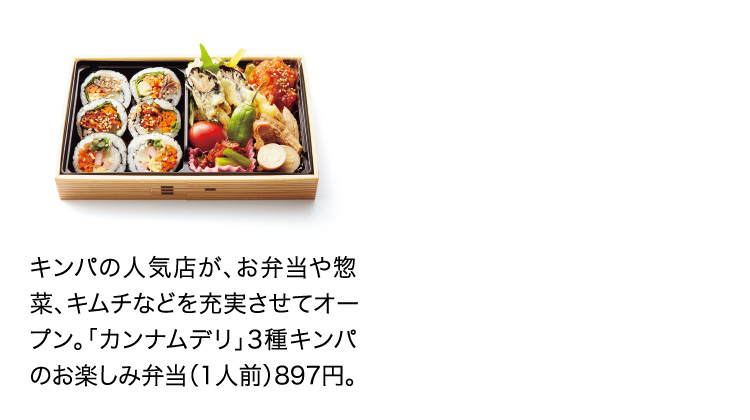 キンパの人気店が、お弁当や惣
菜、キムチなどを充実させてオー
プン。「カンナムデリ」3種キンパ
のお楽しみ弁当(1人前)897円。